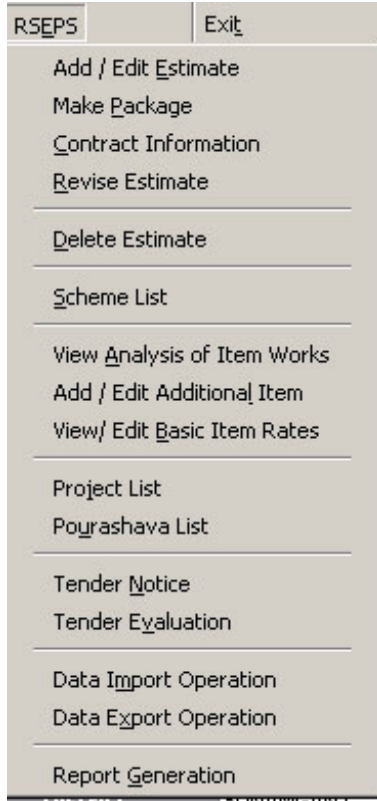 RSEPS Exit
Add / Edit Estimate
Make Package
Contract Information
Revise Estimate
Delete Estimate
Scheme List
View Analysis of Item Works
Add / Edit Additional Item
View/ Edit Basic Item Rates
Project List
Pourashava List
Tender Notice
Tender Evaluation
Data Import Operation
Data Export Operation
Report Generation